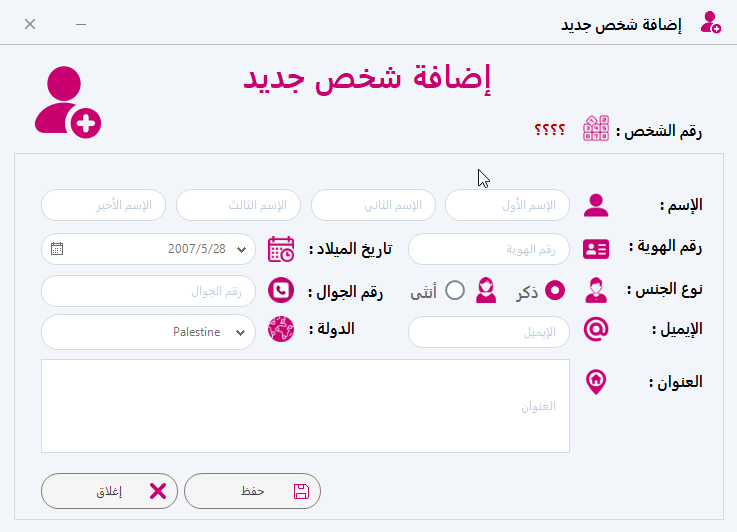 إضافة شخص جديد
إضافة شخص جديد
رقم الشخص : ؟؟؟؟
الإسم : الإسم الأول الإسم الثاني الإسم الثالث الإسم الأخير
رقم الهوية : رقم الهوية تاريخ الميلاد : 2007/5/28
نوع الجنس : ذكر أنثى رقم الجوال : رقم الجوال
الإيميل : الإيميل الدولة : Palestine
العنوان : العنوان
حفظ إغلاق